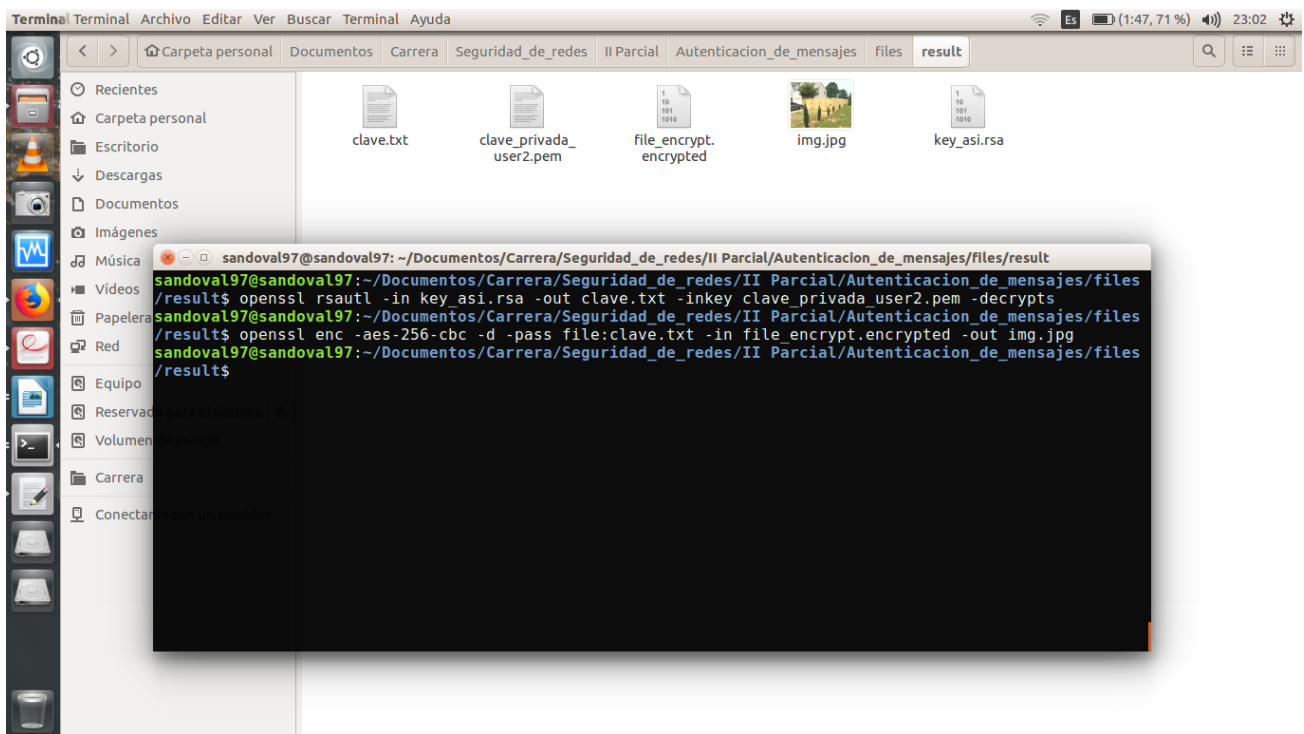 Terminal Terminal Archivo Editar Ver Buscar Terminal Ayuda Es (1:47, 71 %) 23:02
Carpeta personal Documentos Carrera Seguridad_de_redes II Parcial Autenticacion_de_mensajes files result
Recientes
Carpeta personal
Escritorio
Descargas
Documentos
Imágenes
Música
Vídeos
Papelera
Red
Equipo
Reservado para el sistema
Volumen de 244 GB
Carrera
Conectarse con un servidor
clave.txt
clave_privada_
user2.pem
file_encrypt.
encrypted
img.jpg
key_asi.rsa
sandoval97@sandoval97: ~/Documentos/Carrera/Seguridad_de_redes/II Parcial/Autenticacion_de_mensajes/files/result
sandoval97@sandoval97:~/Documentos/Carrera/Seguridad_de_redes/II Parcial/Autenticacion_de_mensajes/files
/result$ openssl rsautl -in key_asi.rsa -out clave.txt -inkey clave_privada_user2.pem -decrypts
sandoval97@sandoval97:~/Documentos/Carrera/Seguridad_de_redes/II Parcial/Autenticacion_de_mensajes/files
/result$ openssl enc -aes-256-cbc -d -pass file:clave.txt -in file_encrypt.encrypted -out img.jpg
sandoval97@sandoval97:~/Documentos/Carrera/Seguridad_de_redes/II Parcial/Autenticacion_de_mensajes/files
/result$